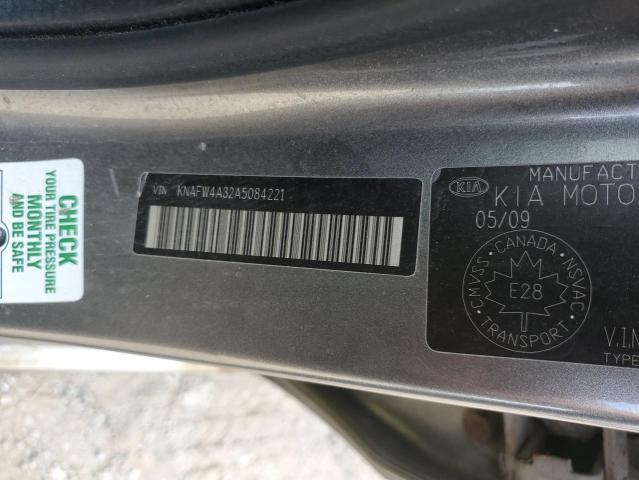 CHECK
YOUR TIRE PRESSURE
MONTHLY
AND BE SAFE
VIN KNAFW4A32A5084221
MANUFACT
KIA KIA MOTO
05/09
CMVSS · CANADA · NSVAC
E28
TRANSPORT
V.I.N
TYPE